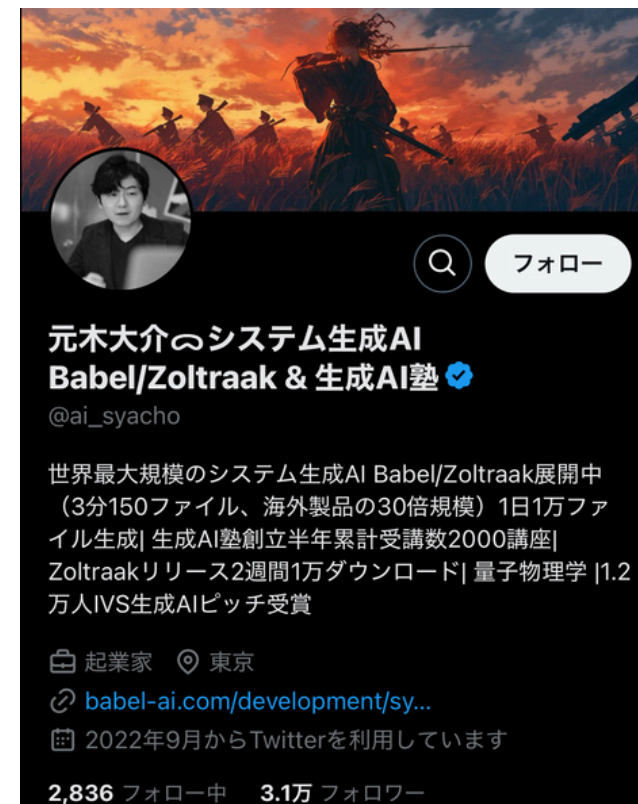 フォロー
元木大介⌓システム生成AI
Babel/Zoltraak & 生成AI塾
@ai_syacho
世界最大規模のシステム生成AI Babel/Zoltraak展開中
（3分150ファイル、海外製品の30倍規模）1日1万ファ
イル生成| 生成AI塾創立半年累計受講数2000講座|
Zoltraakリリース2週間1万ダウンロード| 量子物理学 |1.2
万人IVS生成AIピッチ受賞
起業家 東京
babel-ai.com/development/sy...
2022年9月からTwitterを利用しています
2,836 フォロー中 3.1万 フォロワー